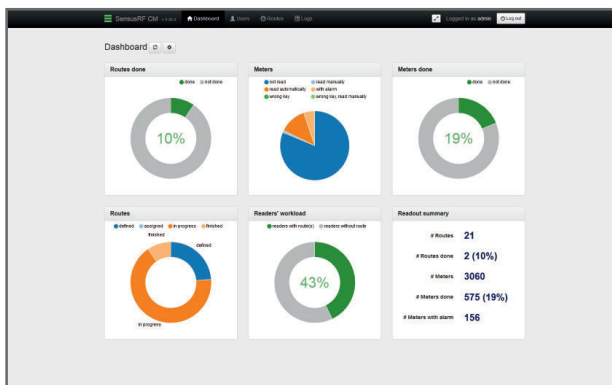 SensusRF CM
Dashboard
Users
Routes
Logs
Logged in as admin
Log out
Dashboard
Routes done
done not done
10%
Meters
not read read manually
read automatically with alarm
wrong key wrong key, read manually
Meters done
done not done
19%
Routes
defined assigned in progress finished
finished
defined
in progress
Readers' workload
readers with route(s) readers without route
43%
Readout summary
# Routes 21
# Routes done 2 (10%)
# Meters 3060
# Meters done 575 (19%)
# Meters with alarm 156